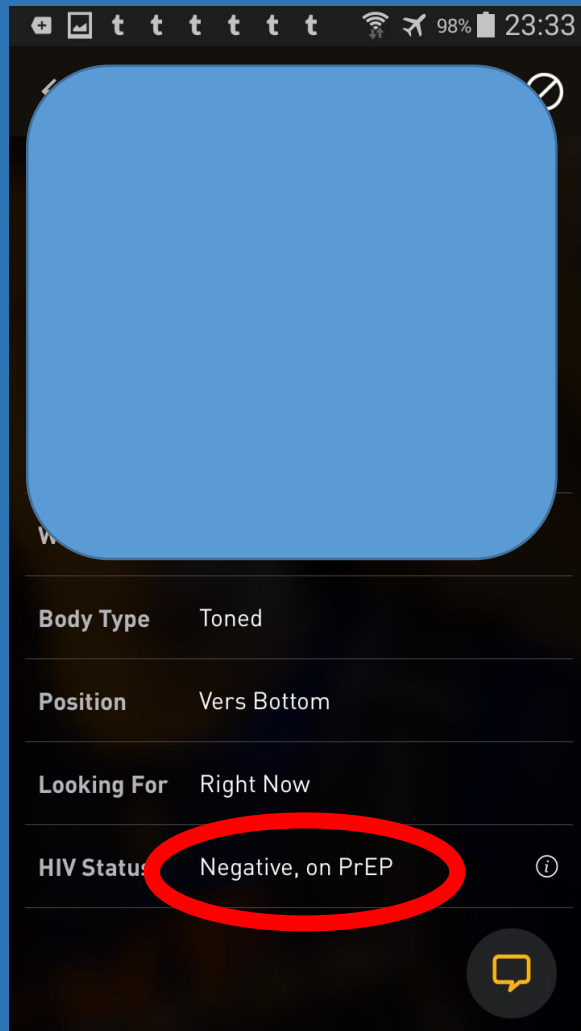 t t t t t t 98% 23:33
W
Body Type Toned
Position Vers Bottom
Looking For Right Now
HIV Status Negative, on PrEP